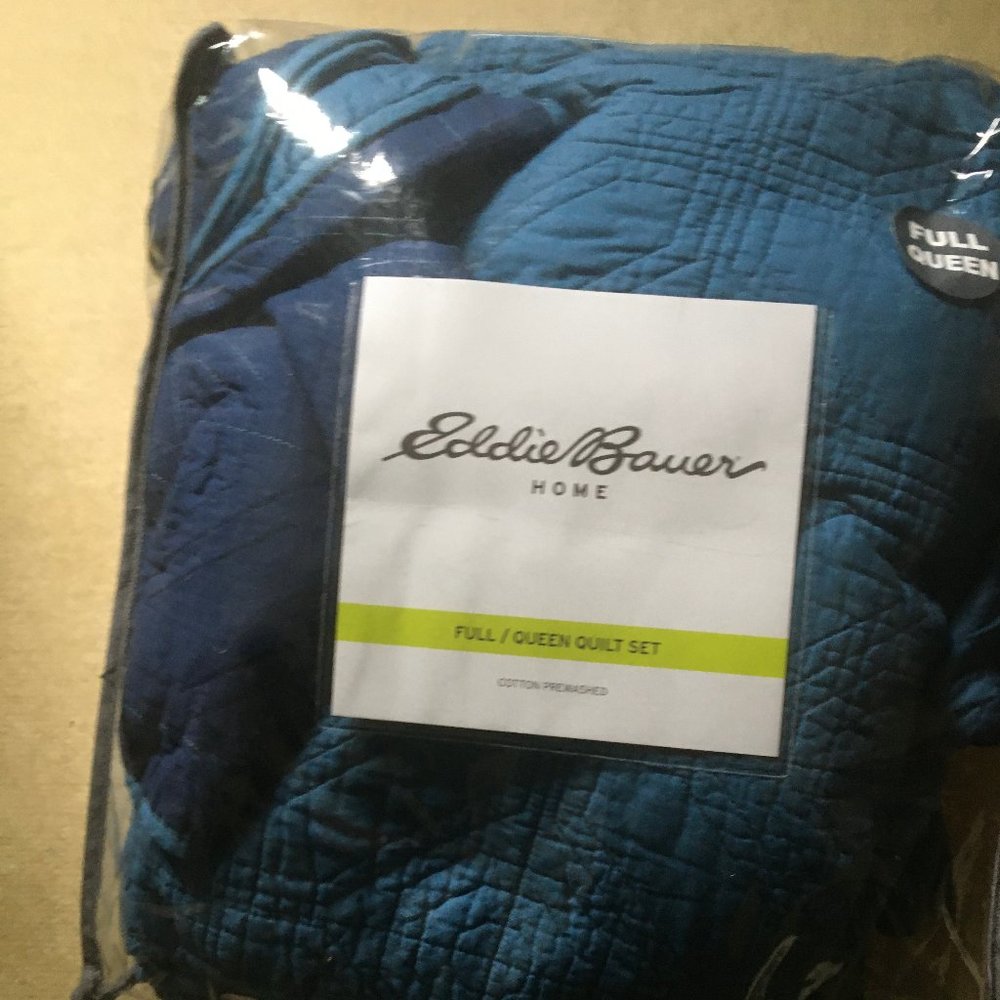 FULL
QUEEN
Eddie Bauer
HOME
FULL / QUEEN QUILT SET
COTTON PREWASHED